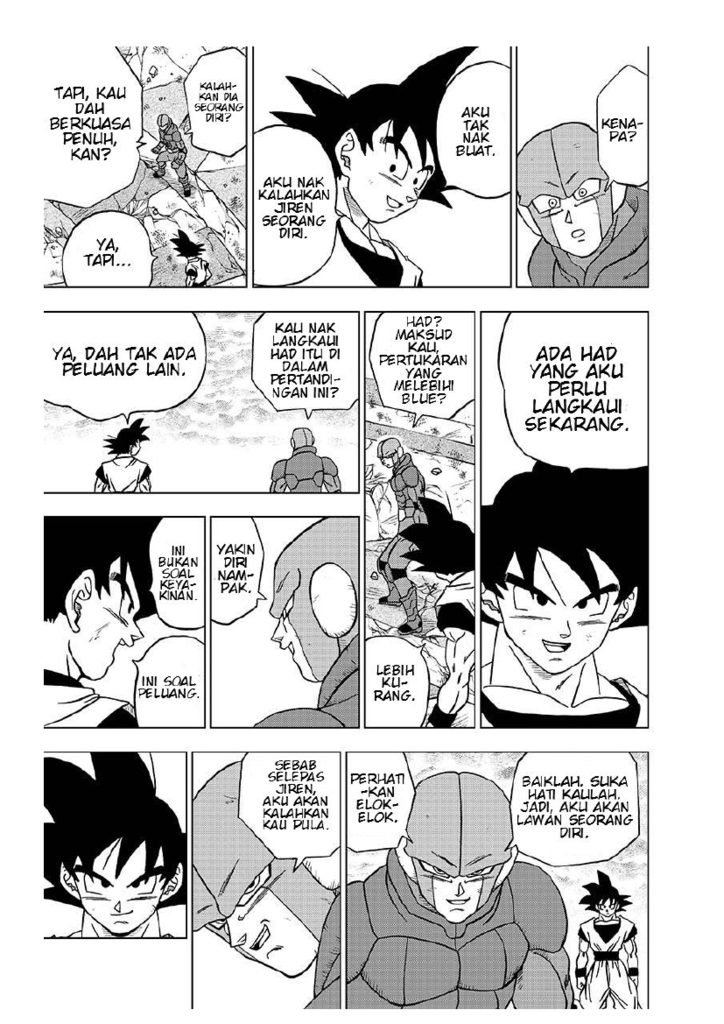 KENA-
PA?
AKU
TAK
NAK
BUAT.
AKU NAK
KALAHKAN
JIREN
SEORANG
DIRI.
KALAH-
KAN DIA
SEORANG
DIRI?
TAPI, KAU
DAH
BERKUASA
PENUH,
KAN?
YA,
TAPI...
ADA HAD
YANG AKU
PERLU
LANGKAUI
SEKARANG.
HAD?
MAKSUD
KAU,
PERTUKARAN
YANG
MELEBIHI
BLUE?
LEBIH
KU-
RANG.
KAU NAK
LANGKAUI
HAD ITU DI
DALAM
PERTANDI-
NGAN INI?
YA, DAH TAK ADA
PELUANG LAIN.
YAKIN
DIRI
NAM-
PAK.
INI
BUKAN
SOAL
KEYA-
KINAN.
INI SOAL
PELUANG.
BAIKLAH. SUKA
HATI KAULAH.
JADI, AKU AKAN
LAWAN SEORANG
DIRI.
PERHATI
-KAN
ELOK-
ELOK.
SEBAB
SELEPAS
JIREN,
AKU AKAN
KALAHKAN
KAU PULA.